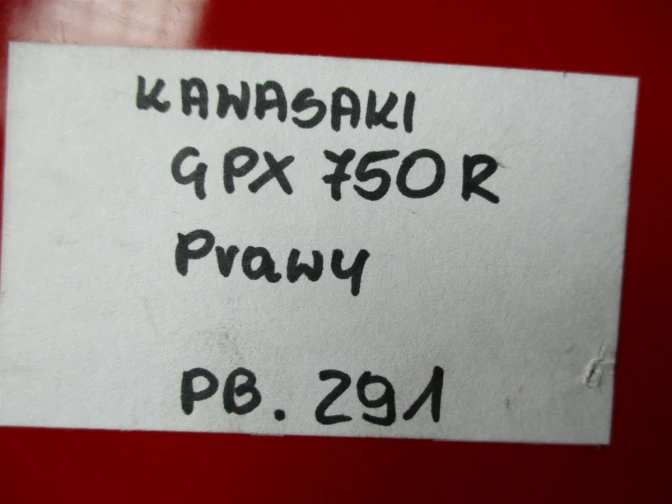 KAWASAKI
GPX 750R
Prawy
PB. 291